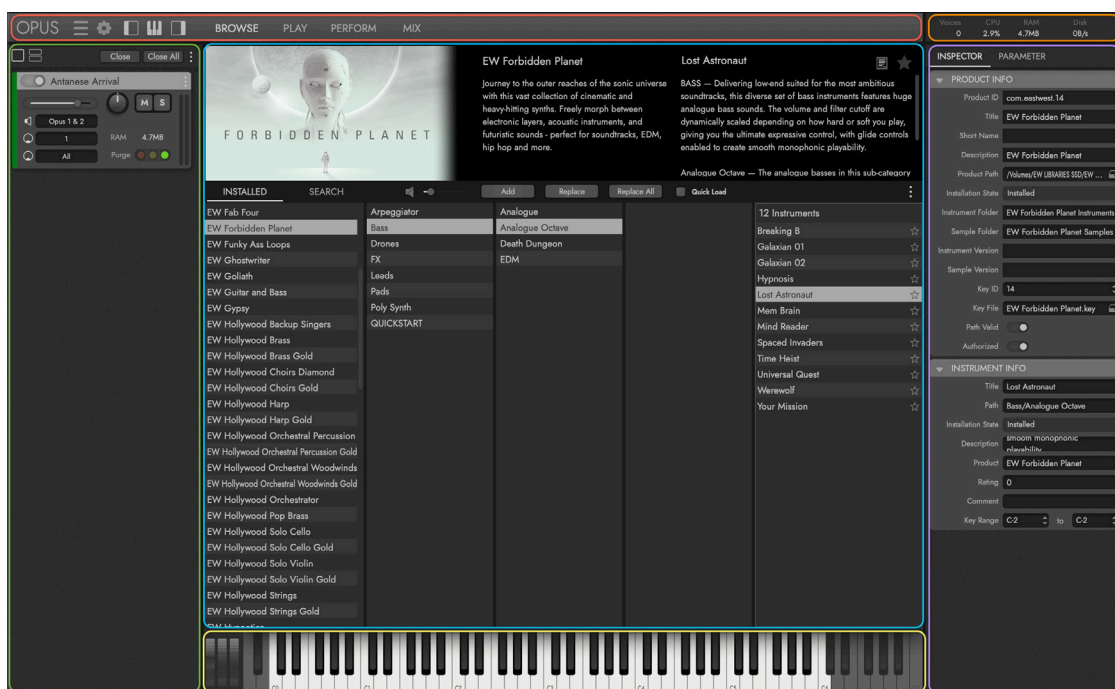 OPUS
BROWSE PLAY PERFORM MIX
Voices CPU RAM Disk
0 2.9% 4.7MB 0B/s
Close Close All
Antanese Arrival
M S
Opus 1 & 2
1 RAM 4.7MB
All Purge
FORBIDDEN PLANET
EW Forbidden Planet
Journey to the outer reaches of the sonic universe
with this vast collection of cinematic and
heavy-hitting synths. Freely morph between
electronic layers, acoustic instruments, and
futuristic sounds - perfect for soundtracks, EDM,
hip hop and more.
Lost Astronaut
BASS — Delivering low-end suited for the most ambitious
soundtracks, this diverse set of bass instruments features huge
analogue bass sounds. The volume and filter cutoff are
dynamically scaled depending on how hard or soft you play,
giving you the ultimate expressive control, with glide controls
enabled to create smooth monophonic playability.
Analogue Octave — The analogue basses in this sub-category
INSTALLED SEARCH Add Replace Replace All Quick Load
EW Fab Four
EW Forbidden Planet
EW Funky Ass Loops
EW Ghostwriter
EW Goliath
EW Guitar and Bass
EW Gypsy
EW Hollywood Backup Singers
EW Hollywood Brass
EW Hollywood Brass Gold
EW Hollywood Choirs Diamond
EW Hollywood Choirs Gold
EW Hollywood Harp
EW Hollywood Harp Gold
EW Hollywood Orchestral Percussion
EW Hollywood Orchestral Percussion Gold
EW Hollywood Orchestral Woodwinds
EW Hollywood Orchestral Woodwinds Gold
EW Hollywood Orchestrator
EW Hollywood Pop Brass
EW Hollywood Solo Cello
EW Hollywood Solo Cello Gold
EW Hollywood Solo Violin
EW Hollywood Solo Violin Gold
EW Hollywood Strings
EW Hollywood Strings Gold
Arpeggiator
Bass
Drones
FX
Leads
Pads
Poly Synth
QUICKSTART
Analogue
Analogue Octave
Death Dungeon
EDM
12 Instruments
Breaking B
Galaxian 01
Galaxian 02
Hypnosis
Lost Astronaut
Mem Brain
Mind Reader
Spaced Invaders
Time Heist
Universal Quest
Werewolf
Your Mission
INSPECTOR PARAMETER
PRODUCT INFO
Product ID com.eastwest.14
Title EW Forbidden Planet
Short Name
Description EW Forbidden Planet
Product Path /Volumes/EW LIBRARIES SSD/EW ...
Installation State Installed
Instrument Folder EW Forbidden Planet Instruments
Sample Folder EW Forbidden Planet Samples
Instrument Version
Sample Version
Key ID 14
Key File EW Forbidden Planet.key
Path Valid
Authorized
INSTRUMENT INFO
Title Lost Astronaut
Path Bass/Analogue Octave
Installation State Installed
Description smooth monophonic
playability
Product EW Forbidden Planet
Rating 0
Comment
Key Range C-2 to C-2
C0 C1 C2 C3 C4 C5